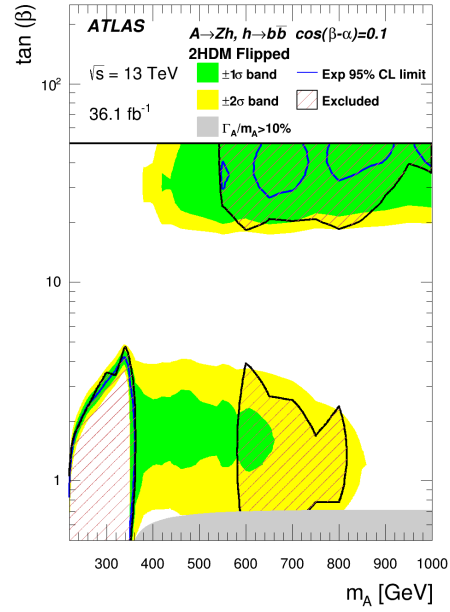 ATLAS
A→Zh, h→bb̅ cos(β-α)=0.1
2HDM Flipped
√s = 13 TeV
±1σ band
Exp 95% CL limit
36.1 fb⁻¹
±2σ band
Excluded
Γ_A/m_A>10%
tan (β)
10²
10
1
300 400 500 600 700 800 900 1000
m_A [GeV]